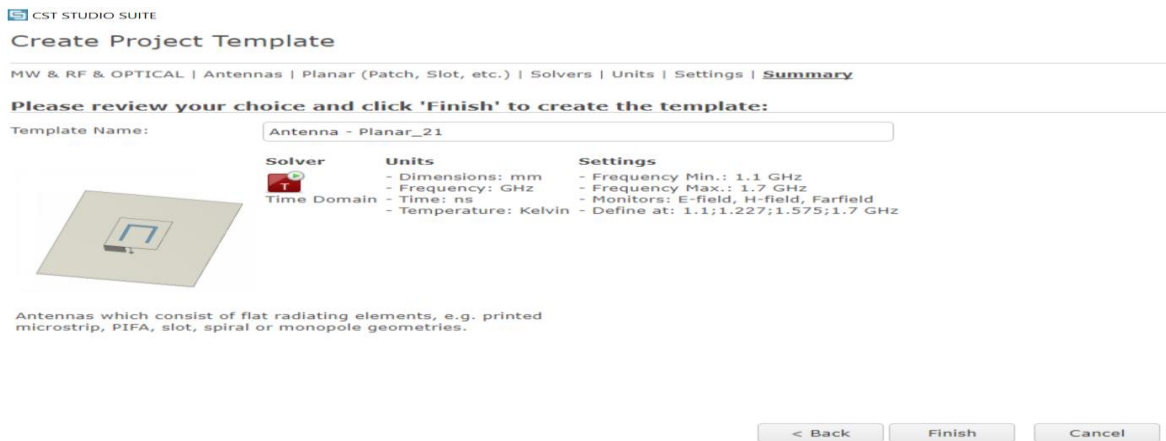 CST STUDIO SUITE
Create Project Template
MW & RF & OPTICAL | Antennas | Planar (Patch, Slot, etc.) | Solvers | Units | Settings | Summary
Please review your choice and click 'Finish' to create the template:
Template Name: Antenna - Planar_21
Solver Units Settings
- Dimensions: mm - Frequency Min.: 1.1 GHz
T - Frequency: GHz - Frequency Max.: 1.7 GHz
Time Domain - Time: ns - Monitors: E-field, H-field, Farfield
- Temperature: Kelvin - Define at: 1.1;1.227;1.575;1.7 GHz
Antennas which consist of flat radiating elements, e.g. printed
microstrip, PIFA, slot, spiral or monopole geometries.
< Back Finish Cancel